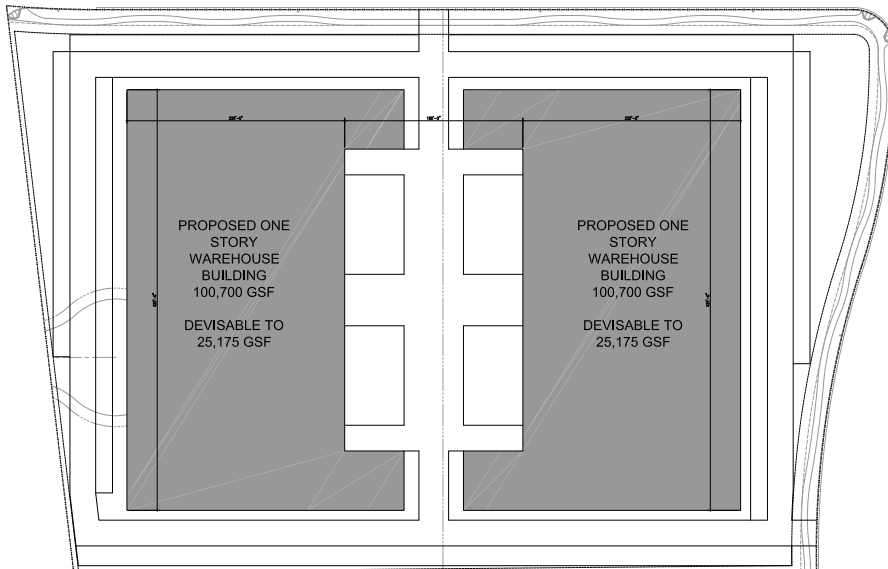 PROPOSED ONE
STORY
WAREHOUSE
BUILDING
100,700 GSF
DEVISABLE TO
25,175 GSF
PROPOSED ONE
STORY
WAREHOUSE
BUILDING
100,700 GSF
DEVISABLE TO
25,175 GSF